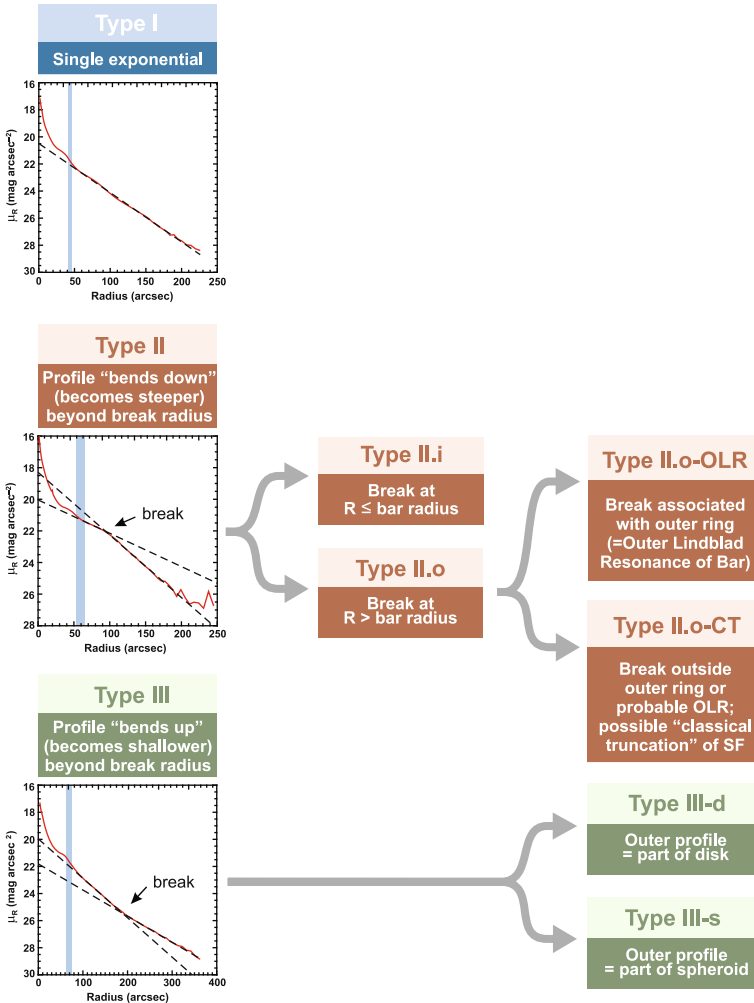 Type I
Single exponential
16
18
20
22
24
26
28
30
μR (mag arcsec−2)
0
50
100
150
200
250
Radius (arcsec)
Type II
Profile “bends down”
(becomes steeper)
beyond break radius
16
18
20
22
24
26
28
μR (mag arcsec−2)
break
0
50
100
150
200
250
Radius (arcsec)
Type II.i
Break at
R ≤ bar radius
Type II.o
Break at
R > bar radius
Type II.o-OLR
Break associated
with outer ring
(=Outer Lindblad
Resonance of Bar)
Type II.o-CT
Break outside
outer ring or
probable OLR;
possible “classical
truncation” of SF
Type III
Profile “bends up”
(becomes shallower)
beyond break radius
16
18
20
22
24
26
28
30
μR (mag arcsec 2)
break
0
100
200
300
400
Radius (arcsec)
Type III-d
Outer profile
= part of disk
Type III-s
Outer profile
= part of spheroid